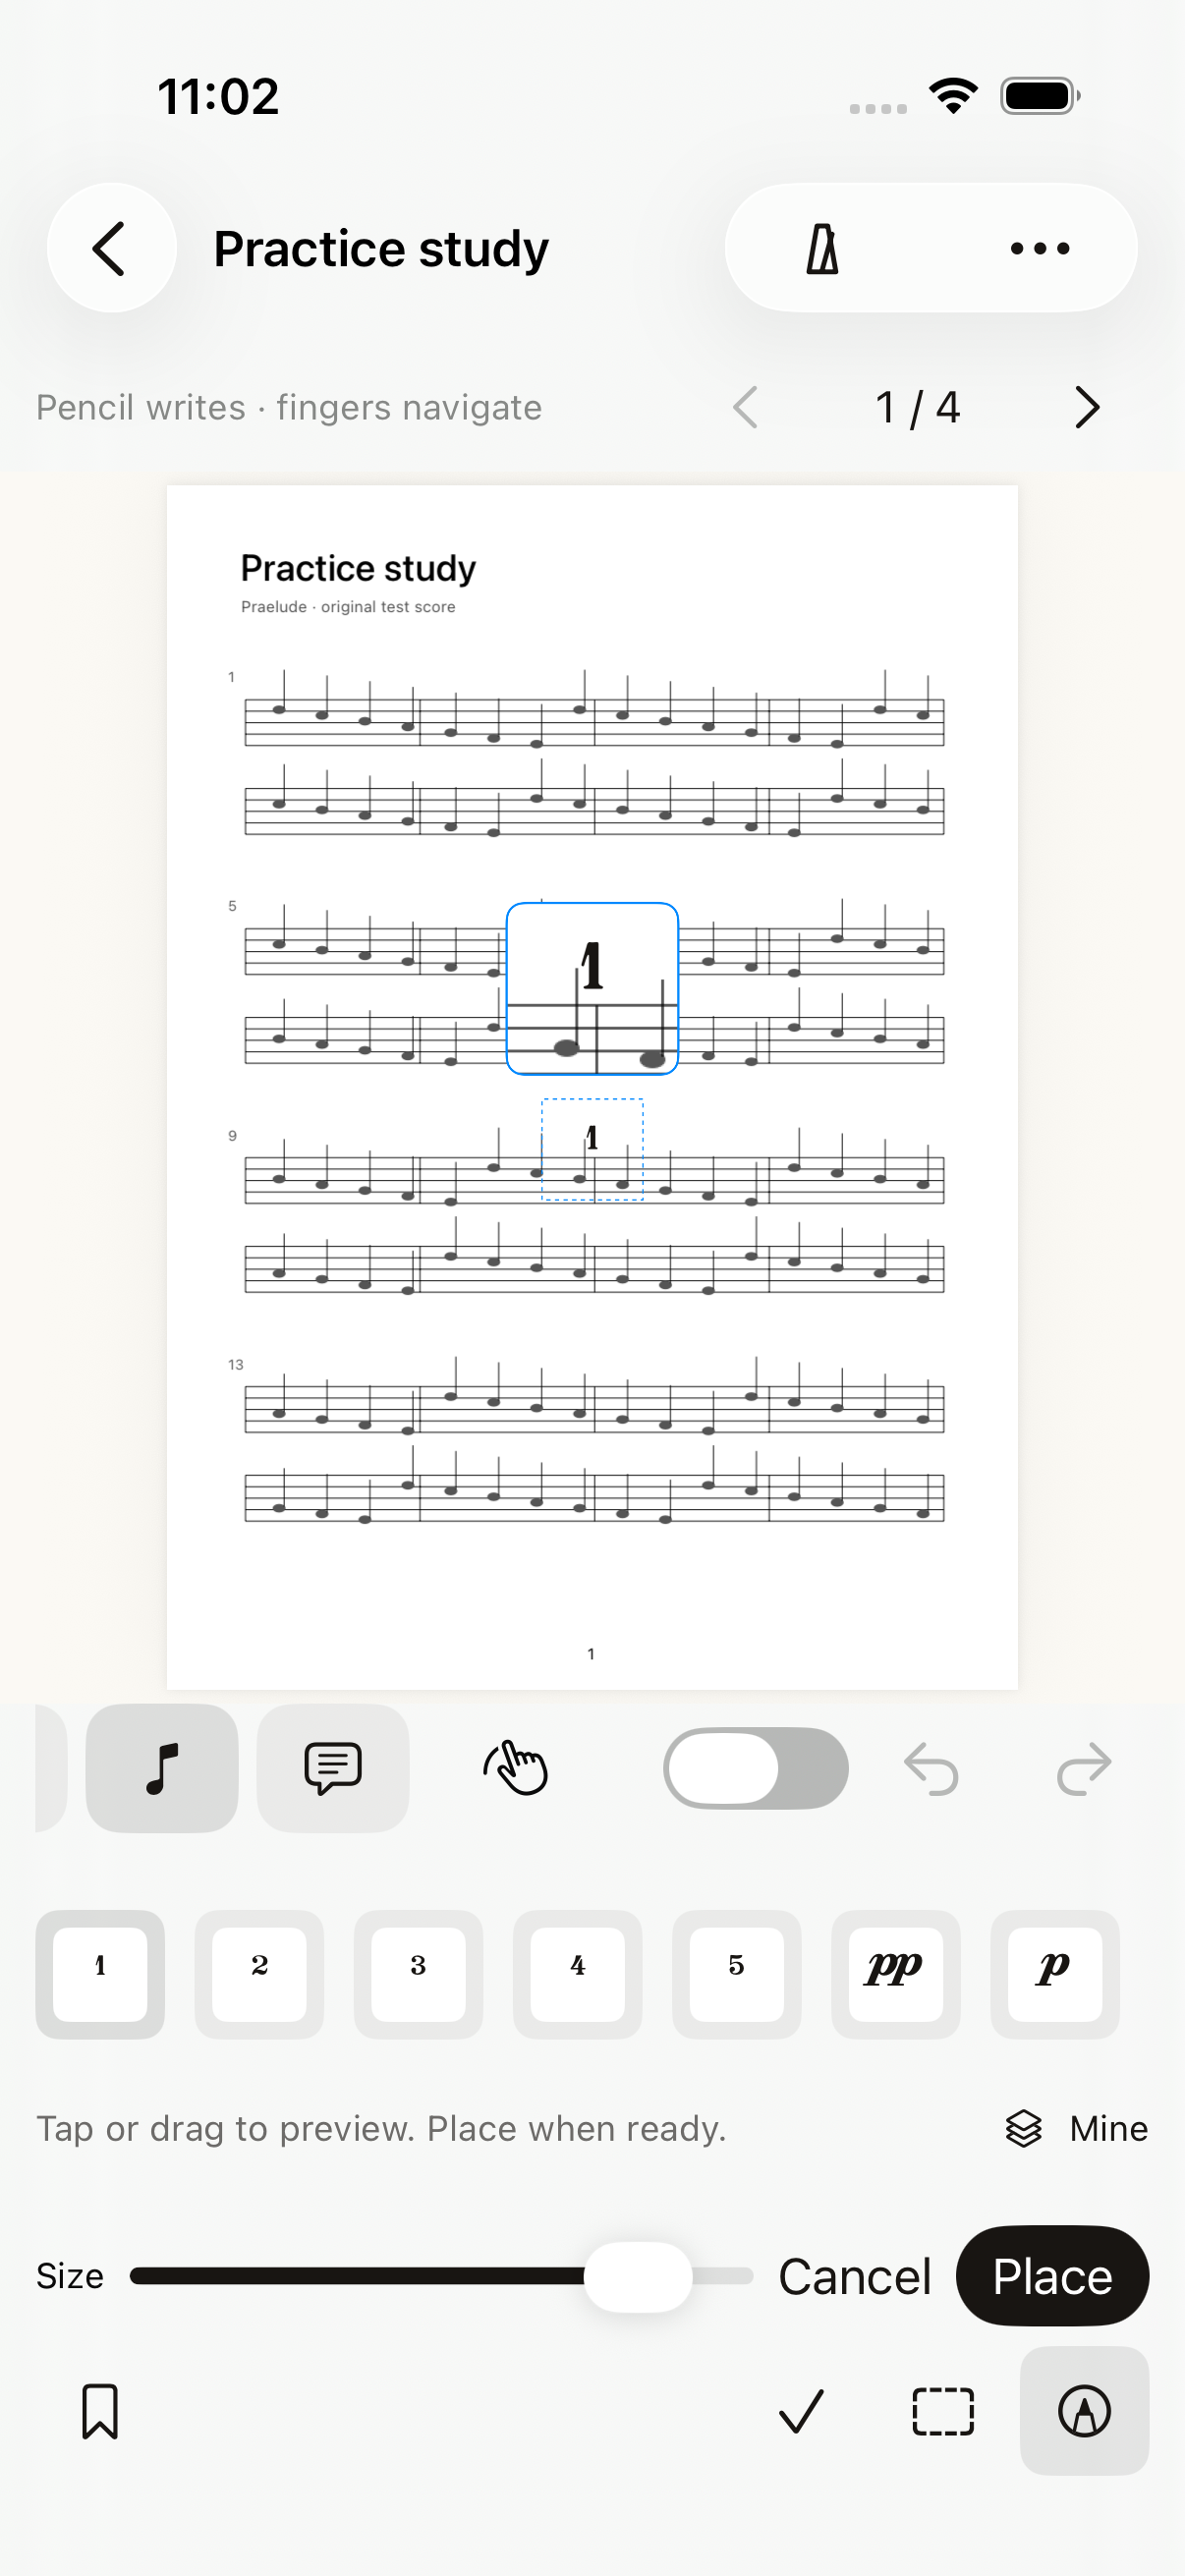 11:02
Practice study
Pencil writes · fingers navigate
1 / 4
Practice study
Praelude · original test score
1
5
1
9
1
13
1
1 2 3 4 5 pp p
Tap or drag to preview. Place when ready.
Mine
Size
Cancel
Place